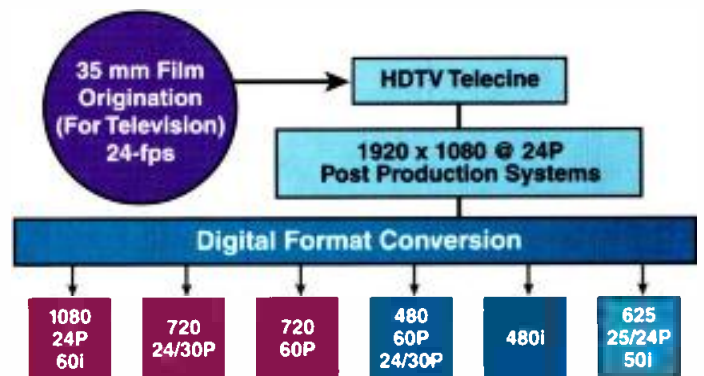 35 mm Film
Origination
(For Television)
24-fps
HDTV Telecine
1920 x 1080 @ 24P
Post Production Systems
Digital Format Conversion
1080
24P
60i
720
24/30P
720
60P
480
60P
24/30P
480i
625
25/24P
50i